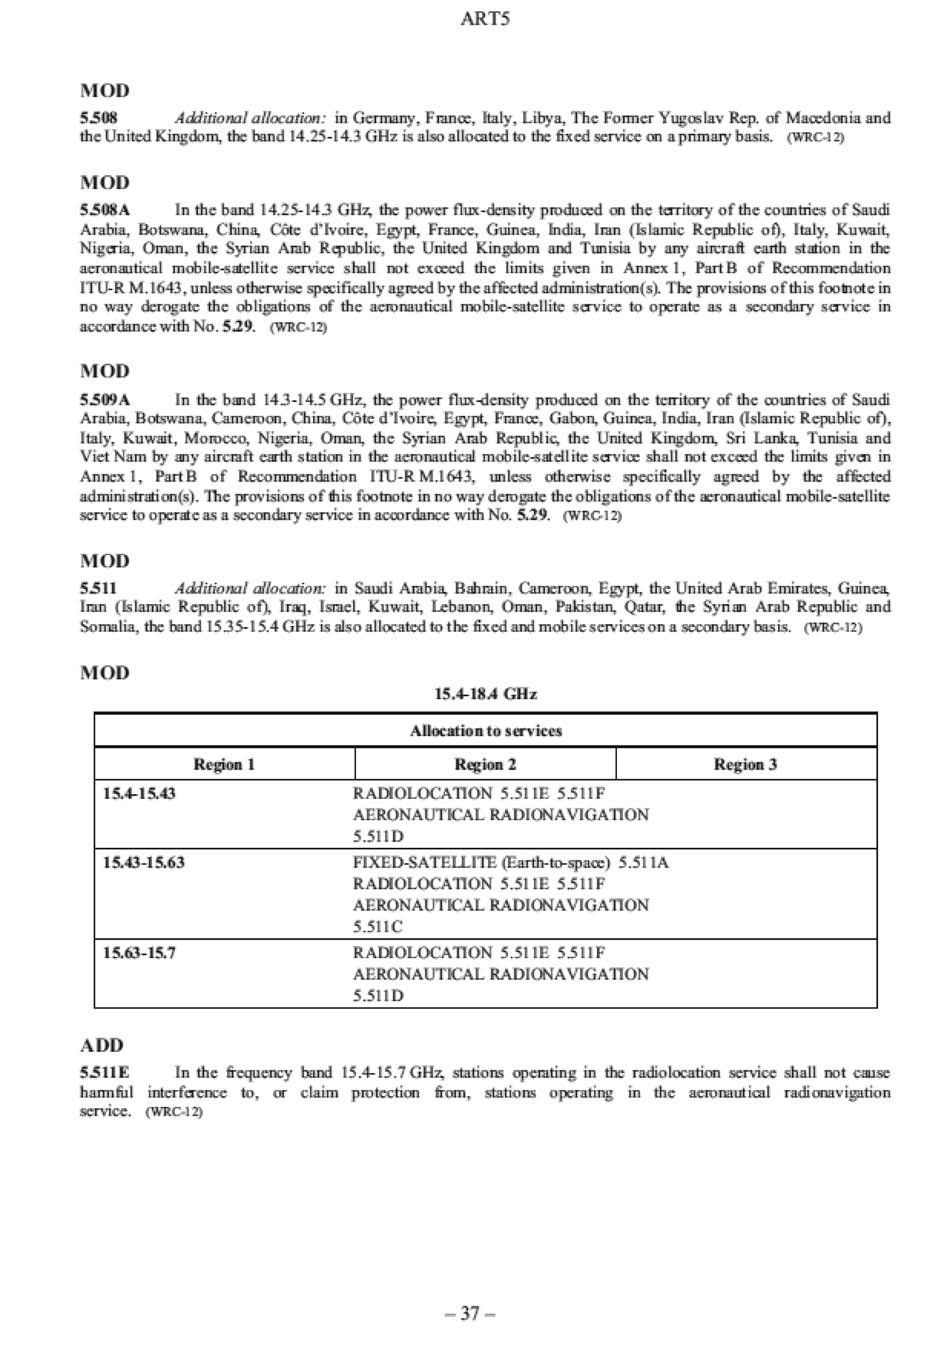 ART5
MOD
5.508 Additional allocation: in Germany, France, Italy, Libya, The Former Yugoslav Rep. of Macedonia and
the United Kingdom, the band 14.25-14.3 GHz is also allocated to the fixed service on a primary basis. (WRC-12)
MOD
5.508A In the band 14.25-14.3 GHz, the power flux-density produced on the territory of the countries of Saudi
Arabia, Botswana, China, Côte d'Ivoire, Egypt, France, Guinea, India, Iran (Islamic Republic of), Italy, Kuwait,
Nigeria, Oman, the Syrian Arab Republic, the United Kingdom and Tunisia by any aircraft earth station in the
aeronautical mobile-satellite service shall not exceed the limits given in Annex 1, Part B of Recommendation
ITU-R M.1643, unless otherwise specifically agreed by the affected administration(s). The provisions of this footnote in
no way derogate the obligations of the aeronautical mobile-satellite service to operate as a secondary service in
accordance with No. 5.29. (WRC-12)
MOD
5.509A In the band 14.3-14.5 GHz, the power flux-density produced on the territory of the countries of Saudi
Arabia, Botswana, Cameroon, China, Côte d'Ivoire, Egypt, France, Gabon, Guinea, India, Iran (Islamic Republic of),
Italy, Kuwait, Morocco, Nigeria, Oman, the Syrian Arab Republic, the United Kingdom, Sri Lanka, Tunisia and
Viet Nam by any aircraft earth station in the aeronautical mobile-satellite service shall not exceed the limits given in
Annex 1, Part B of Recommendation ITU-R M.1643, unless otherwise specifically agreed by the affected
administration(s). The provisions of this footnote in no way derogate the obligations of the aeronautical mobile-satellite
service to operate as a secondary service in accordance with No. 5.29. (WRC-12)
MOD
5.511 Additional allocation: in Saudi Arabia, Bahrain, Cameroon, Egypt, the United Arab Emirates, Guinea,
Iran (Islamic Republic of), Iraq, Israel, Kuwait, Lebanon, Oman, Pakistan, Qatar, the Syrian Arab Republic and
Somalia, the band 15.35-15.4 GHz is also allocated to the fixed and mobile services on a secondary basis. (WRC-12)
MOD
15.4-18.4 GHz
Allocation to services
Region 1 Region 2 Region 3
15.4-15.43 RADIOLOCATION 5.511E 5.511F
AERONAUTICAL RADIONAVIGATION
5.511D
15.43-15.63 FIXED-SATELLITE (Earth-to-space) 5.511A
RADIOLOCATION 5.511E 5.511F
AERONAUTICAL RADIONAVIGATION
5.511C
15.63-15.7 RADIOLOCATION 5.511E 5.511F
AERONAUTICAL RADIONAVIGATION
5.511D
ADD
5.511E In the frequency band 15.4-15.7 GHz, stations operating in the radiolocation service shall not cause
harmful interference to, or claim protection from, stations operating in the aeronautical radionavigation
service. (WRC-12)
– 37 –